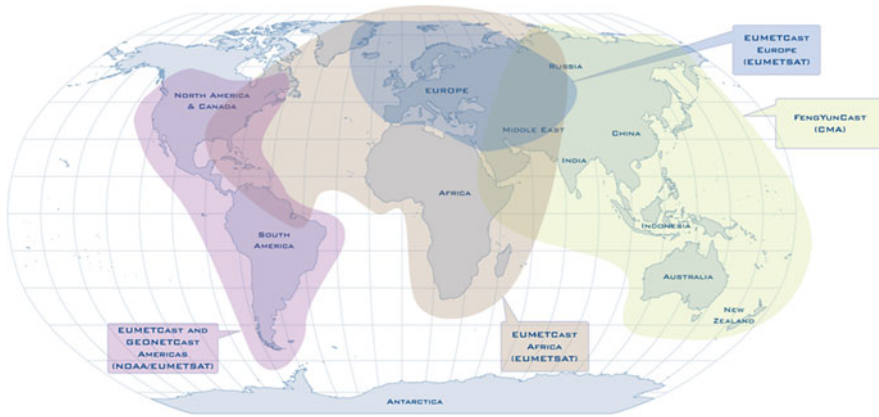 EUMETCast
Europe
(EUMETSAT)
Russia
North America
& Canada
Europe
FengYunCast
(CMA)
Middle East
China
India
Africa
South
America
Indonesia
Australia
New
Zealand
EUMETCast and
GEONETCast
Americas
(NOAA/EUMETSAT)
EUMETCast
Africa
(EUMETSAT)
Antarctica